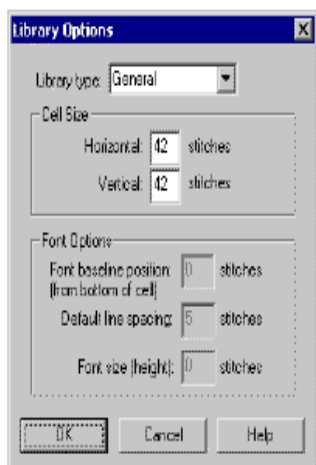 Library Options
Library type: General
Cell Size
Horizontal: 42 stitches
Vertical: 42 stitches
Font Options
Font baseline position: 0 stitches
(from bottom of cell)
Default line spacing: 5 stitches
Font size (height): 0 stitches
OK Cancel Help